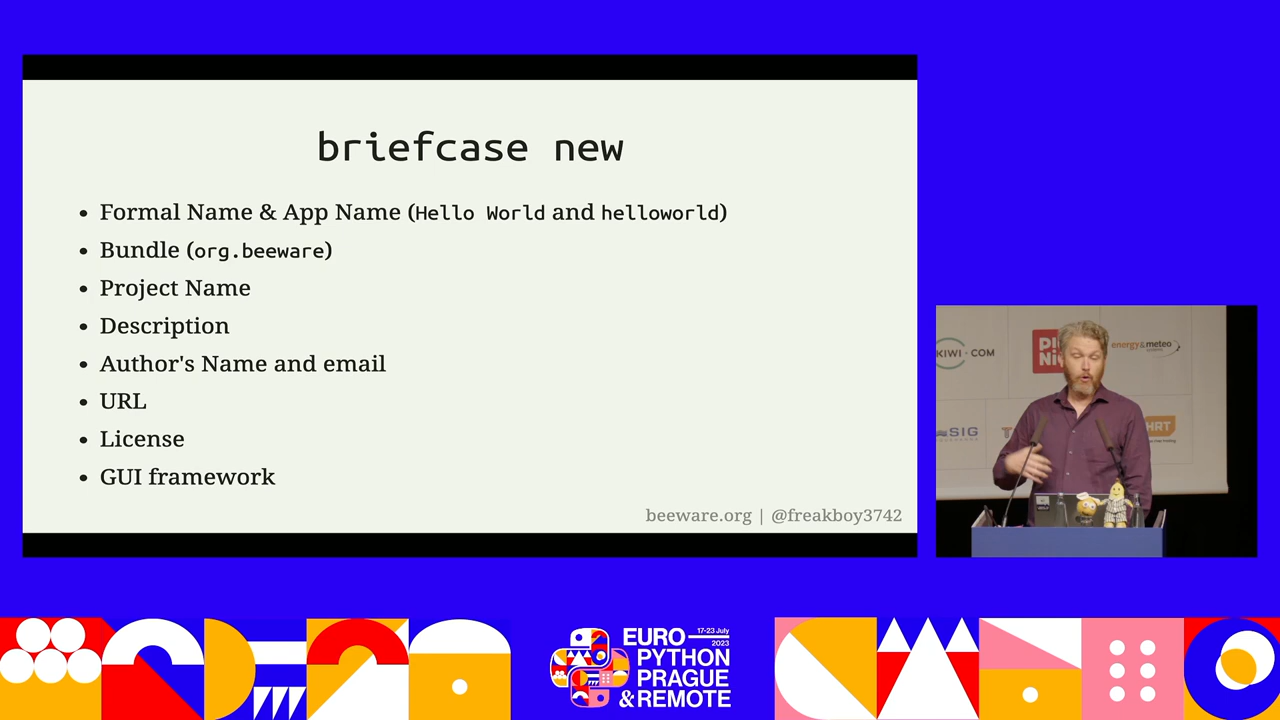 briefcase new
• Formal Name & App Name (Hello World and helloworld)
• Bundle (org.beeware)
• Project Name
• Description
• Author's Name and email
• URL
• License
• GUI framework
beeware.org | @freakboy3742
KIWI.COM
energy & meteo
SIG
HRT
EURO
17-23 July
2023
PYTHON
PRAGUE
& REMOTE